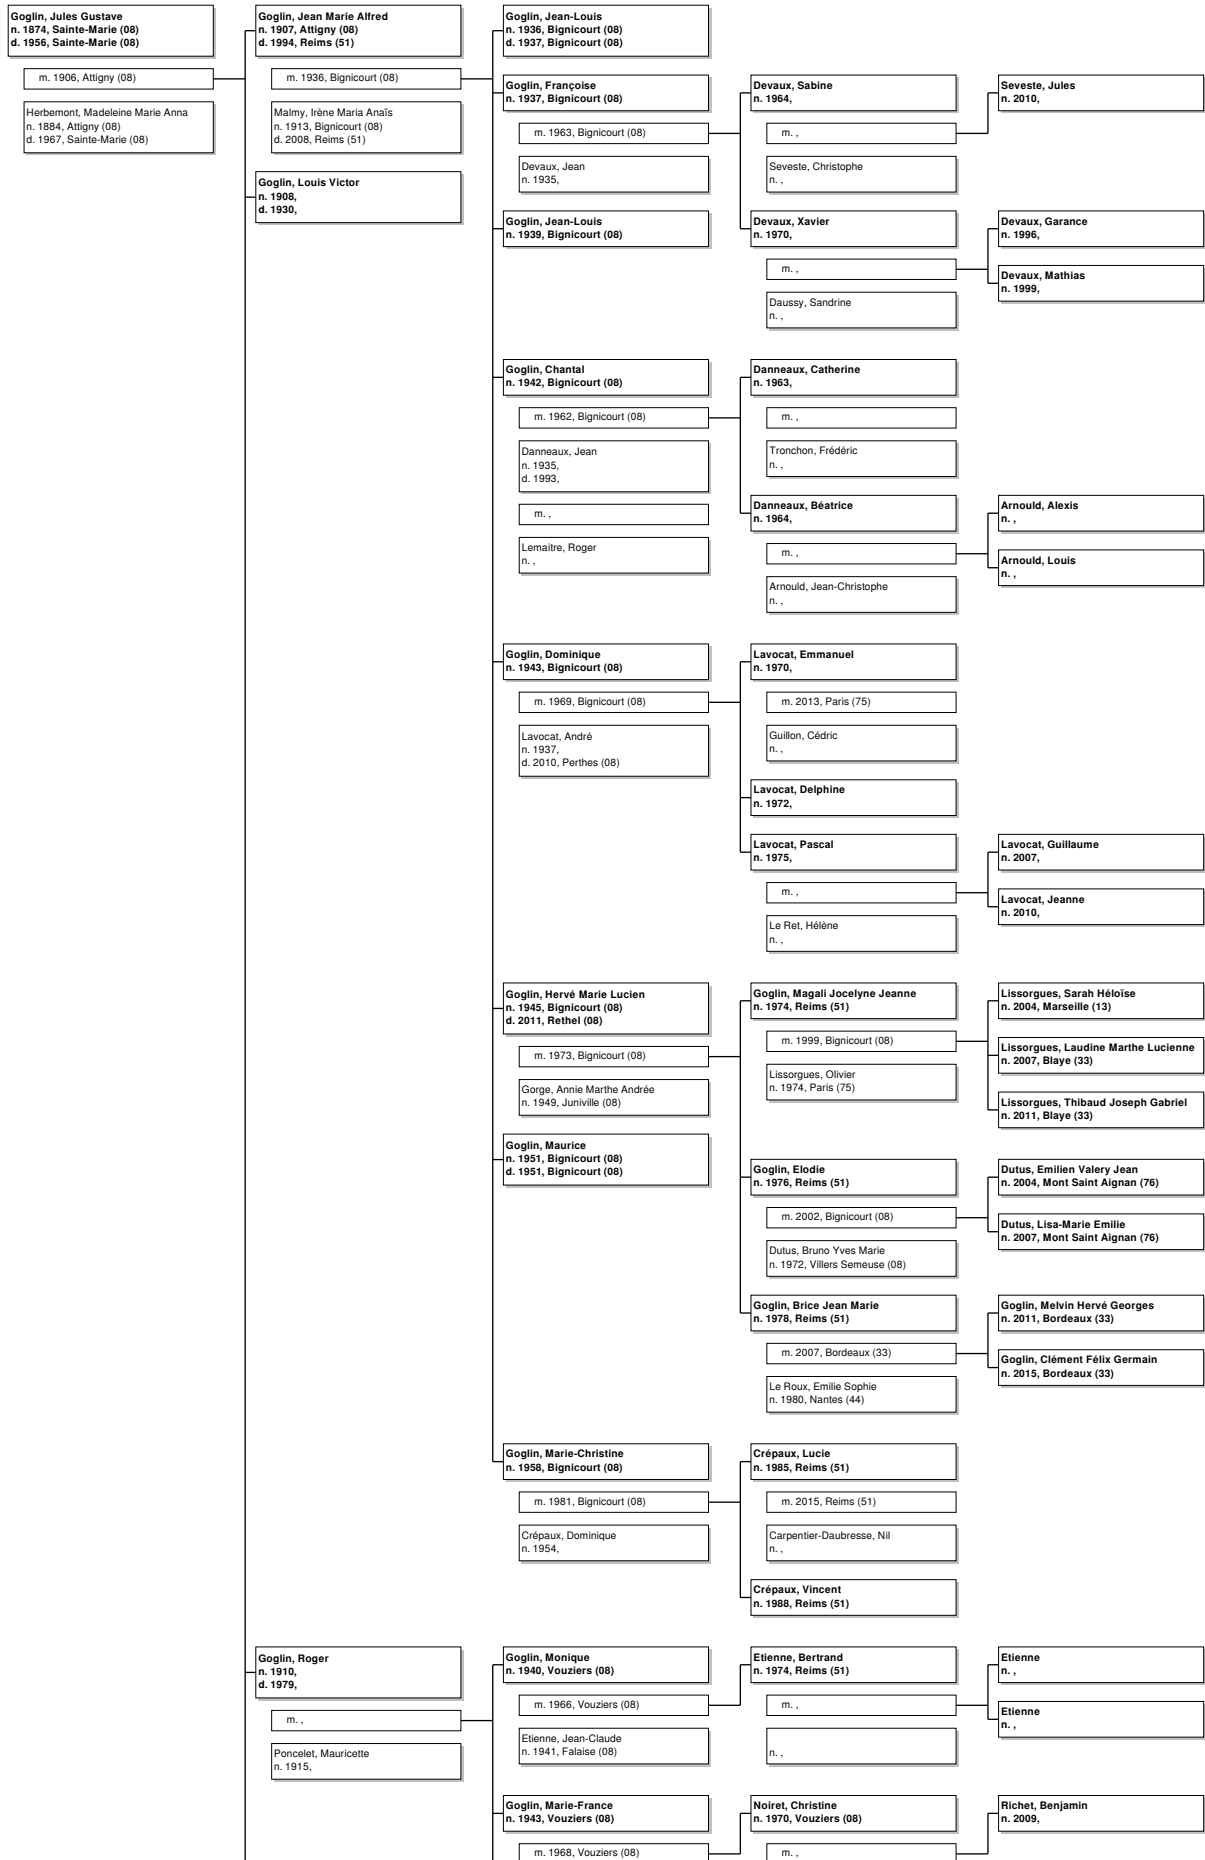 Goglin, Jules Gustave
n. 1874, Sainte-Marie (08)
d. 1956, Sainte-Marie (08)
m. 1906, Attigny (08)
Herbemont, Madeleine Marie Anna
n. 1884, Attigny (08)
d. 1967, Sainte-Marie (08)
Goglin, Jean Marie Alfred
n. 1907, Attigny (08)
d. 1994, Reims (51)
m. 1936, Bignicourt (08)
Malmy, Irène Maria Anaïs
n. 1913, Bignicourt (08)
d. 2008, Reims (51)
Goglin, Louis Victor
n. 1908,
d. 1930,
Goglin, Roger
n. 1910,
d. 1979,
m. ,
Poncelet, Mauricette
n. 1915,
Goglin, Jean-Louis
n. 1936, Bignicourt (08)
d. 1937, Bignicourt (08)
Goglin, Françoise
n. 1937, Bignicourt (08)
m. 1963, Bignicourt (08)
Devaux, Jean
n. 1935,
Goglin, Jean-Louis
n. 1939, Bignicourt (08)
Goglin, Chantal
n. 1942, Bignicourt (08)
m. 1962, Bignicourt (08)
Danneaux, Jean
n. 1935,
d. 1993,
m. ,
Lemaitre, Roger
n. ,
Goglin, Dominique
n. 1943, Bignicourt (08)
m. 1969, Bignicourt (08)
Lavocat, André
n. 1937,
d. 2010, Perthes (08)
Goglin, Hervé Marie Lucien
n. 1945, Bignicourt (08)
d. 2011, Rethel (08)
m. 1973, Bignicourt (08)
Gorge, Annie Marthe Andrée
n. 1949, Juniville (08)
Goglin, Maurice
n. 1951, Bignicourt (08)
d. 1951, Bignicourt (08)
Goglin, Marie-Christine
n. 1958, Bignicourt (08)
m. 1981, Bignicourt (08)
Crépaux, Dominique
n. 1954,
Goglin, Monique
n. 1940, Vouziers (08)
m. 1966, Vouziers (08)
Etienne, Jean-Claude
n. 1941, Falaise (08)
Goglin, Marie-France
n. 1943, Vouziers (08)
m. 1968, Vouziers (08)
Devaux, Sabine
n. 1964,
m. ,
Seveste, Christophe
n. ,
Devaux, Xavier
n. 1970,
m. ,
Daussy, Sandrine
n. ,
Danneaux, Catherine
n. 1963,
m. ,
Tronchon, Frédéric
n. ,
Danneaux, Béatrice
n. 1964,
m. ,
Arnould, Jean-Christophe
n. ,
Lavocat, Emmanuel
n. 1970,
m. 2013, Paris (75)
Guillon, Cédric
n. ,
Lavocat, Delphine
n. 1972,
Lavocat, Pascal
n. 1975,
m. ,
Le Ret, Hélène
n. ,
Goglin, Magali Jocelyne Jeanne
n. 1974, Reims (51)
m. 1999, Bignicourt (08)
Lissorgues, Olivier
n. 1974, Paris (75)
Goglin, Elodie
n. 1976, Reims (51)
m. 2002, Bignicourt (08)
Dutus, Bruno Yves Marie
n. 1972, Villers Semeuse (08)
Goglin, Brice Jean Marie
n. 1978, Reims (51)
m. 2007, Bordeaux (33)
Le Roux, Emilie Sophie
n. 1980, Nantes (44)
Crépaux, Lucie
n. 1985, Reims (51)
m. 2015, Reims (51)
Carpentier-Daubresse, Nil
n. ,
Crépaux, Vincent
n. 1988, Reims (51)
Etienne, Bertrand
n. 1974, Reims (51)
m. ,
n. ,
Noiret, Christine
n. 1970, Vouziers (08)
m. ,
Seveste, Jules
n. 2010,
Devaux, Garance
n. 1996,
Devaux, Mathias
n. 1999,
Arnould, Alexis
n. ,
Arnould, Louis
n. ,
Lavocat, Guillaume
n. 2007,
Lavocat, Jeanne
n. 2010,
Lissorgues, Sarah Héloïse
n. 2004, Marseille (13)
Lissorgues, Laudine Marthe Lucienne
n. 2007, Blaye (33)
Lissorgues, Thibaud Joseph Gabriel
n. 2011, Blaye (33)
Dutus, Emilien Valery Jean
n. 2004, Mont Saint Aignan (76)
Dutus, Lisa-Marie Emilie
n. 2007, Mont Saint Aignan (76)
Goglin, Melvin Hervé Georges
n. 2011, Bordeaux (33)
Goglin, Clément Félix Germain
n. 2015, Bordeaux (33)
Etienne
n. ,
Etienne
n. ,
Richet, Benjamin
n. 2009,